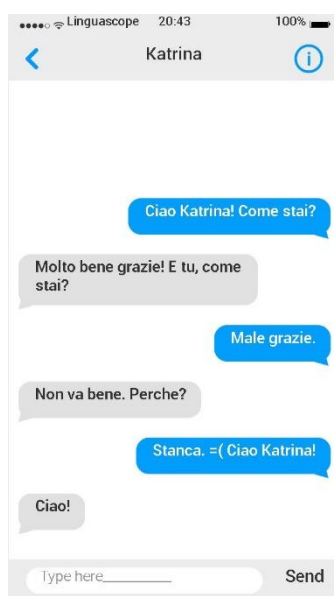 Linguascope 20:43 100%
Katrina
Ciao Katrina! Come stai?
Molto bene grazie! E tu, come
stai?
Male grazie.
Non va bene. Perche?
Stanca. =( Ciao Katrina!
Ciao!
Type here__________ Send